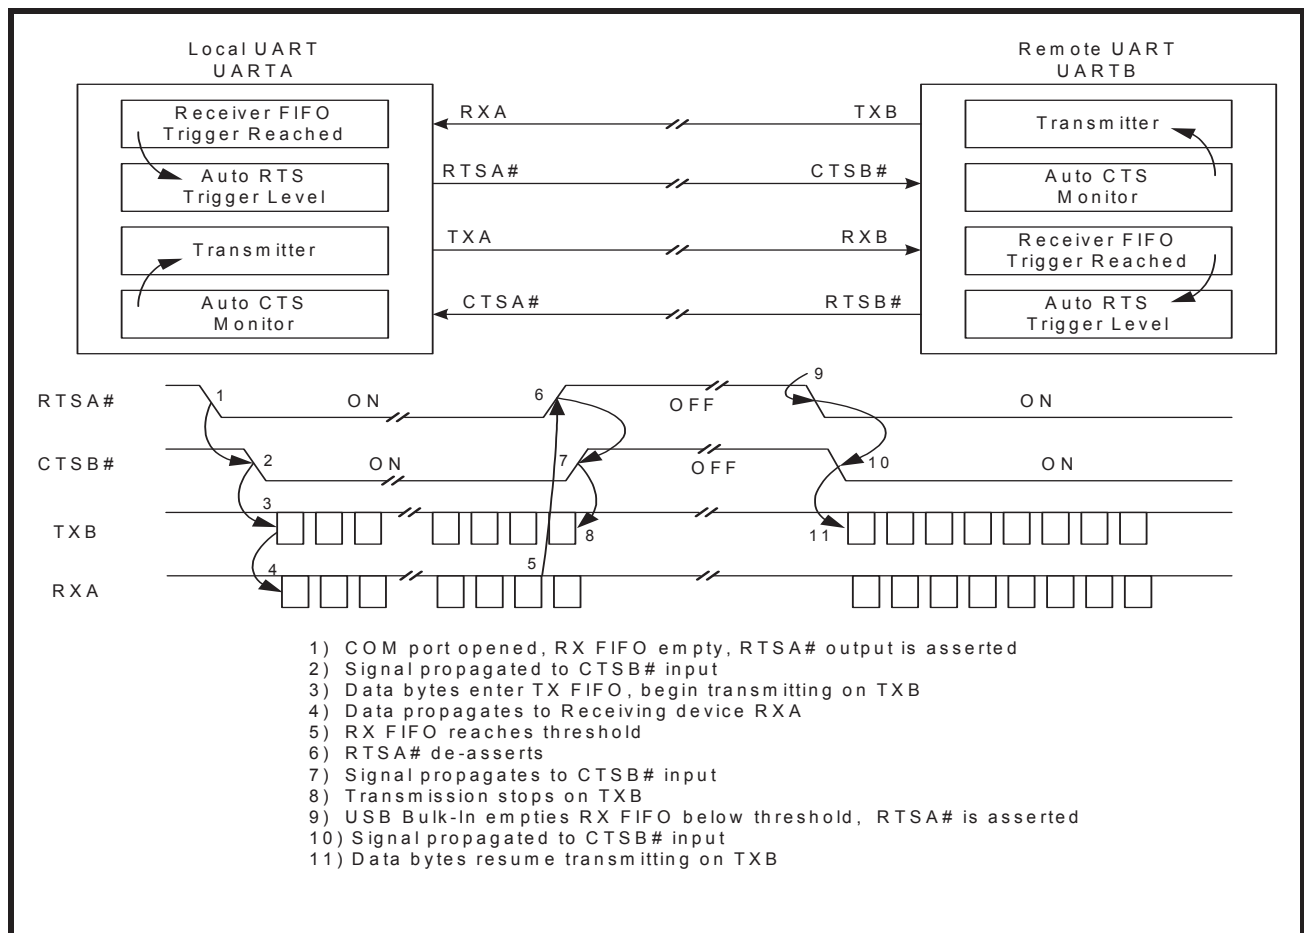 Local UART
UARTA
Remote UART
UARTB
Receiver FIFO
Trigger Reached
Auto RTS
Trigger Level
Transmitter
Auto CTS
Monitor
RXA
TXB
RTSA#
CTSB#
TXA
RXB
CTSA#
RTSB#
Transmitter
Auto CTS
Monitor
Receiver FIFO
Trigger Reached
Auto RTS
Trigger Level
RTSA#
1
ON
6
OFF
9
ON
CTSB#
2
ON
7
OFF
10
ON
TXB
3
8
11
RXA
4
5
1) COM port opened, RX FIFO empty, RTSA# output is asserted
2) Signal propagated to CTSB# input
3) Data bytes enter TX FIFO, begin transmitting on TXB
4) Data propagates to Receiving device RXA
5) RX FIFO reaches threshold
6) RTSA# de-asserts
7) Signal propagates to CTSB# input
8) Transmission stops on TXB
9) USB Bulk-In empties RX FIFO below threshold, RTSA# is asserted
10) Signal propagated to CTSB# input
11) Data bytes resume transmitting on TXB